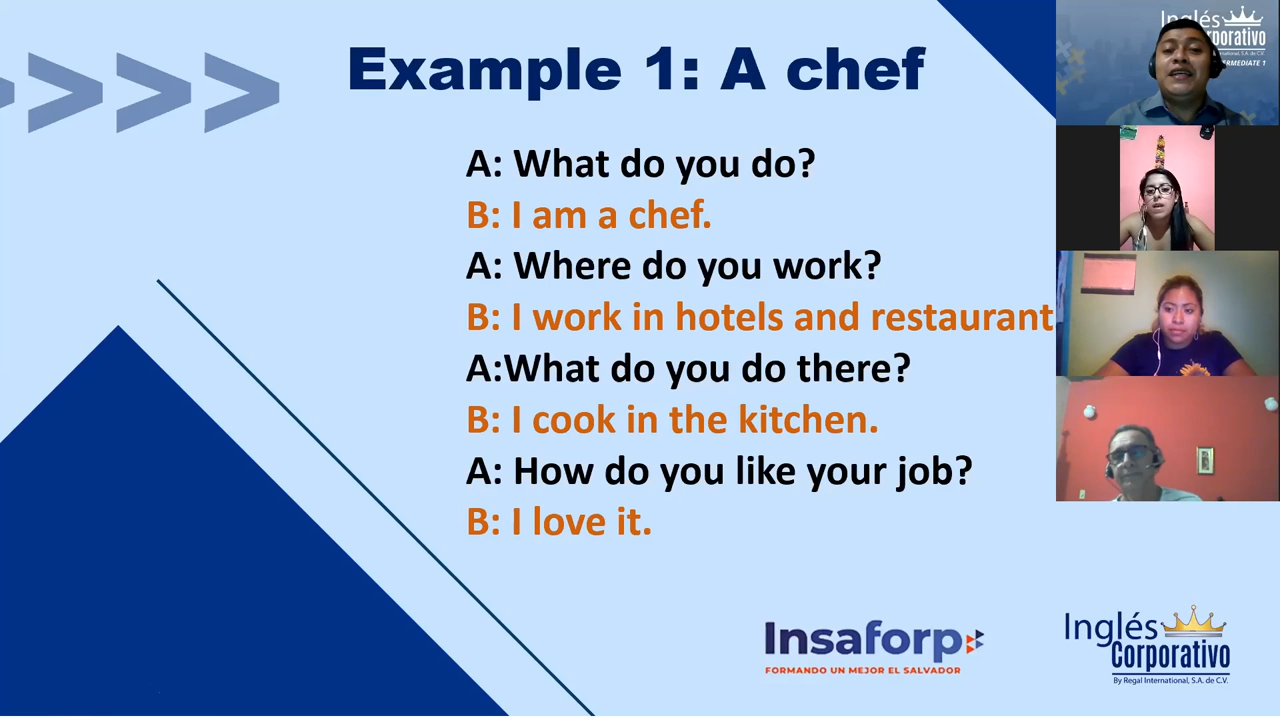 Example 1: A chef
A: What do you do?
B: I am a chef.
A: Where do you work?
B: I work in hotels and restaurant
A:What do you do there?
B: I cook in the kitchen.
A: How do you like your job?
B: I love it.
Insaforp
FORMANDO UN MEJOR EL SALVADOR
Inglés
Corporativo
By Regal International, S.A. de C.V.
Inglés